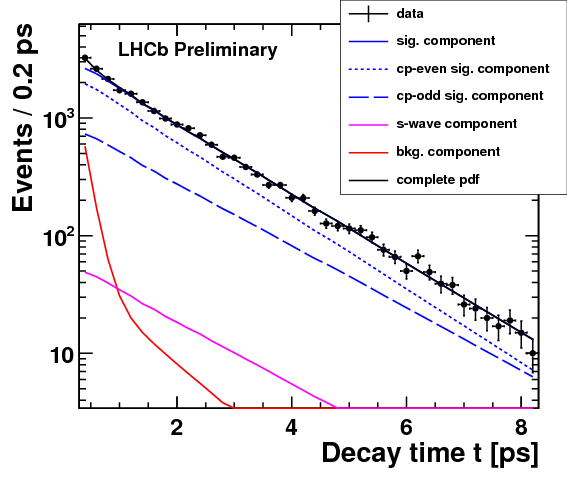 data
sig. component
cp-even sig. component
cp-odd sig. component
s-wave component
bkg. component
complete pdf
LHCb Preliminary
Events / 0.2 ps
10³
10²
10
2
4
6
8
Decay time t [ps]